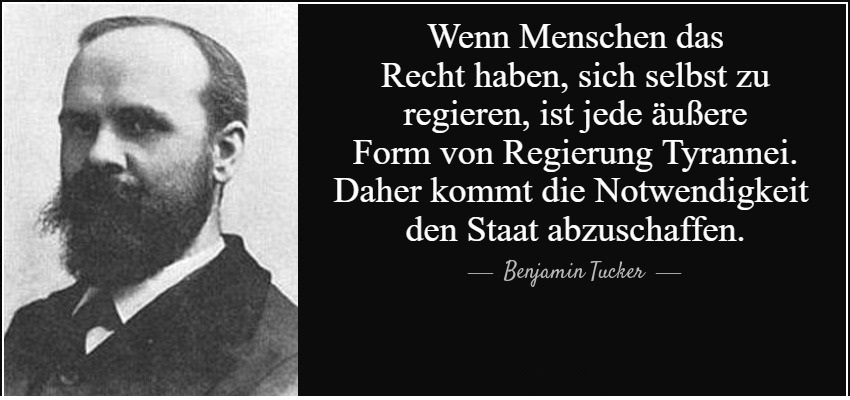 Wenn Menschen das
Recht haben, sich selbst zu
regieren, ist jede äußere
Form von Regierung Tyrannei.
Daher kommt die Notwendigkeit
den Staat abzuschaffen.
— Benjamin Tucker —